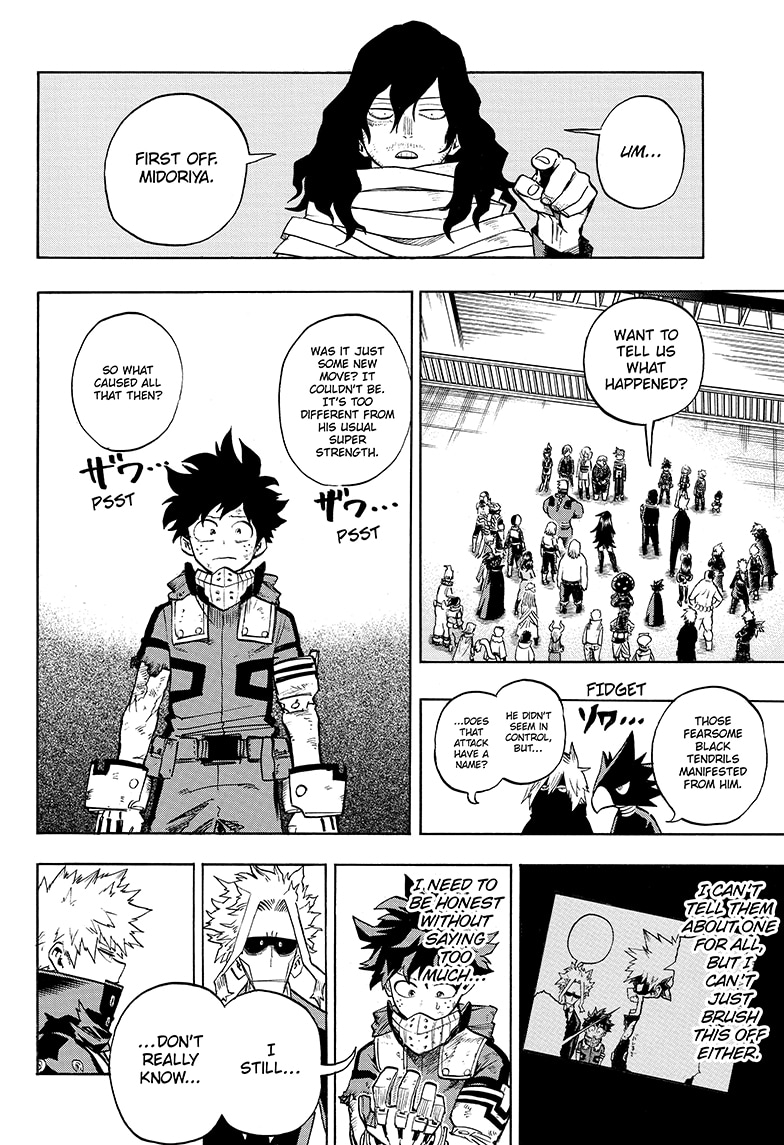 UM...
FIRST OFF.
MIDORIYA.
WANT TO
TELL US
WHAT
HAPPENED?
WAS IT JUST
SOME NEW
MOVE? IT
COULDN'T BE.
IT'S TOO
DIFFERENT FROM
HIS USUAL
SUPER
STRENGTH.
ザワ...
PSST
SO WHAT
CAUSED ALL
THAT THEN?
ザワ...
PSST
FIDGET
ソワ...
THOSE
FEARSOME
BLACK
TENDRILS
MANIFESTED
FROM HIM.
HE DIDN'T
SEEM IN
CONTROL,
BUT...
...DOES
THAT
ATTACK
HAVE A
NAME?
I CAN'T
TELL THEM
ABOUT ONE
FOR ALL,
BUT I
CAN'T
JUST
BRUSH
THIS OFF
EITHER.
I NEED TO
BE HONEST
WITHOUT
SAYING
TOO
MUCH...
I
STILL...
...DON'T
REALLY
KNOW...